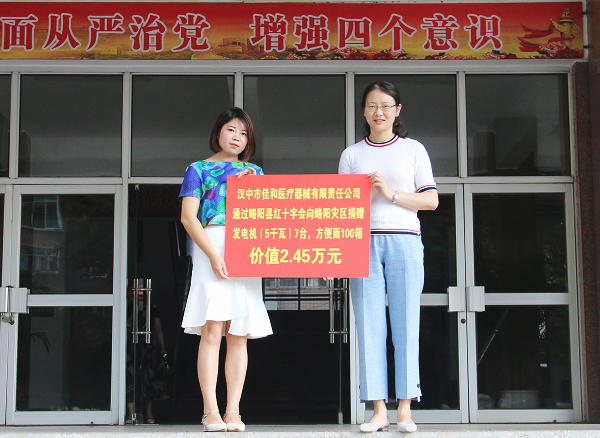 面从严治党 增强四个意识
汉中市佳和医疗器械有限责任公司
通过略阳县红十字会向略阳灾区捐赠
发电机（5千瓦）7台，方便面100箱
价值2.45万元